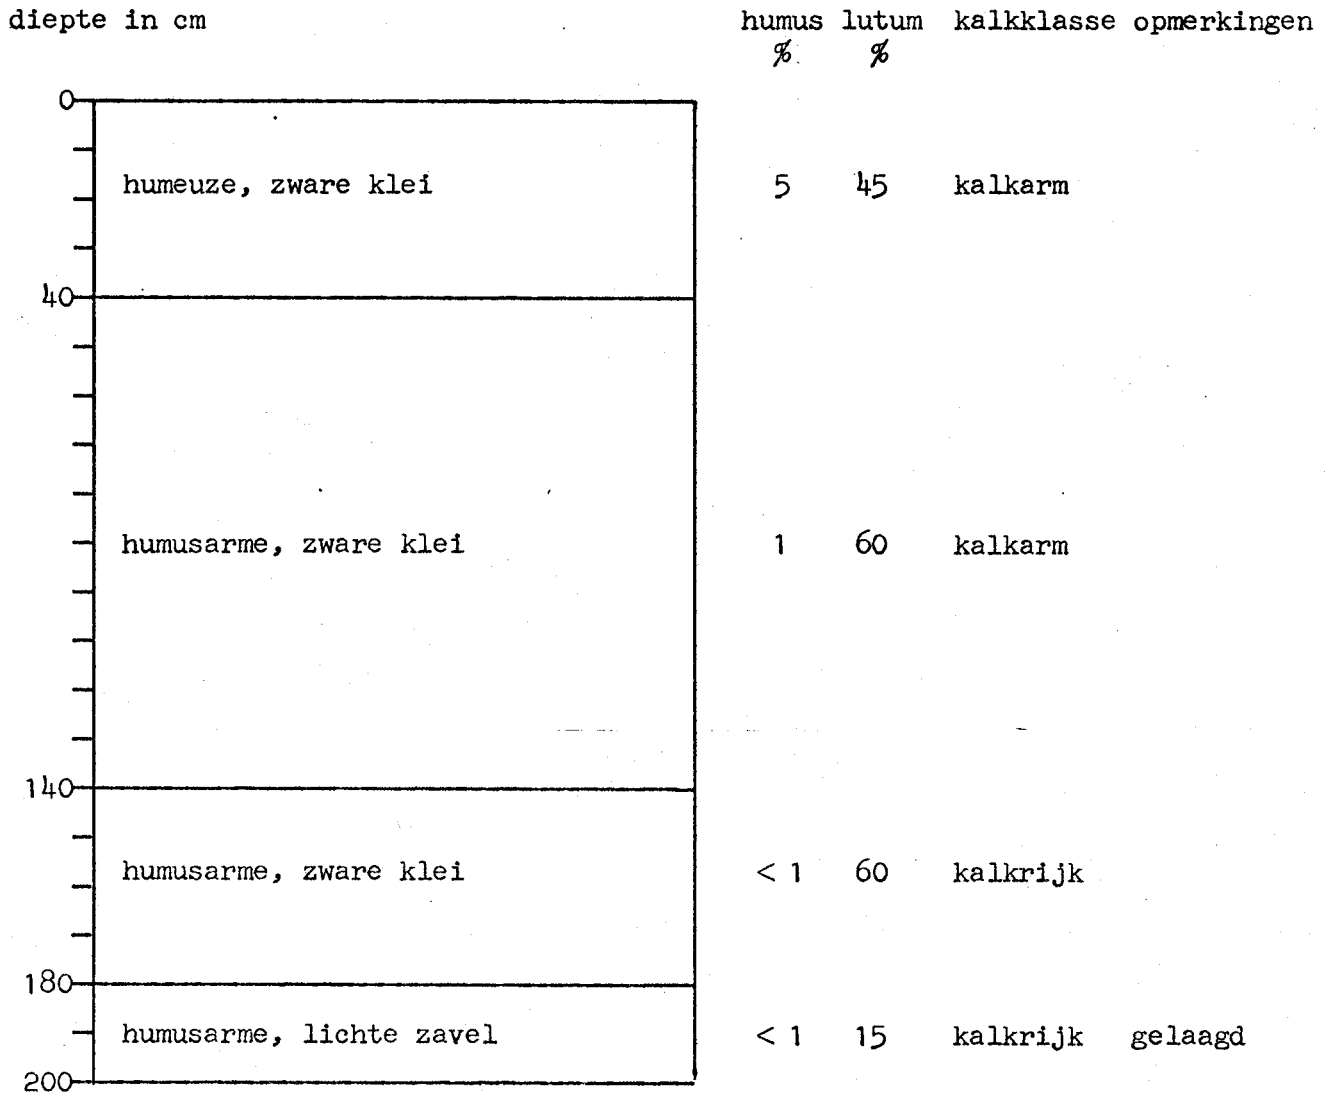 diepte in cm humus lutum kalkklasse opmerkingen
% %
0
humeuze, zware klei 5 45 kalkarm
40
humusarme, zware klei 1 60 kalkarm
140
humusarme, zware klei < 1 60 kalkrijk
180
humusarme, lichte zavel < 1 15 kalkrijk gelaagd
200